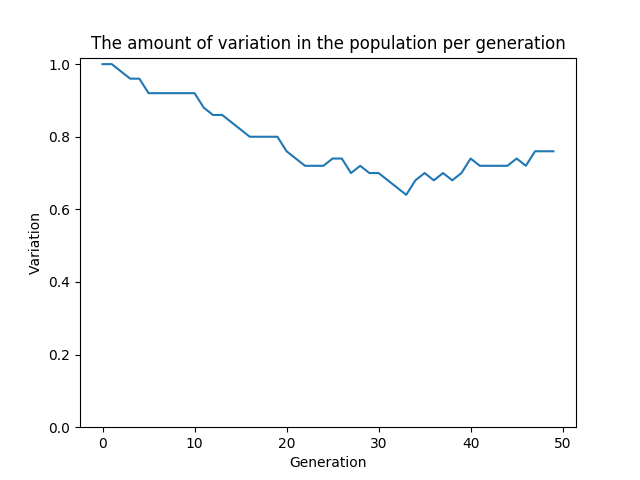 The amount of variation in the population per generation
1.0
0.8
0.6
0.4
0.2
0.0
Variation
0 10 20 30 40 50
Generation